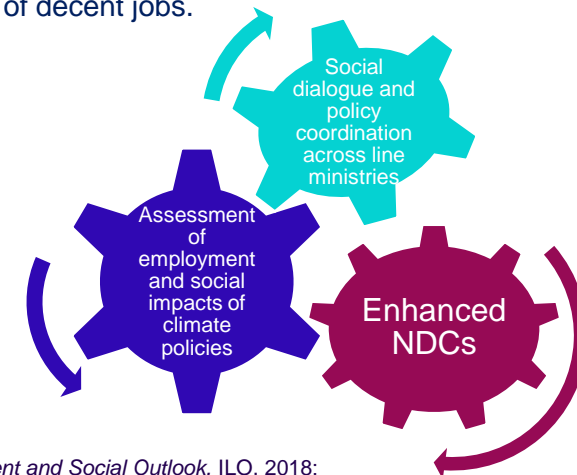 of decent jobs.
Social
dialogue and
policy
coordination
across line
ministries
Assessment
of
employment
and social
impacts of
climate
policies
Enhanced
NDCs
ent and Social Outlook, ILO, 2018;